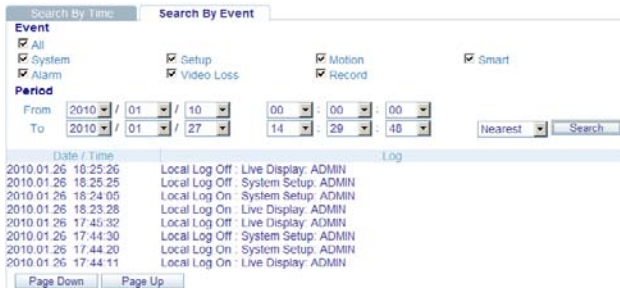 Search By Time Search By Event
Event
All
System Setup Motion Smart
Alarm Video Loss Record
Period
From 2010 / 01 / 10 00 : 00 : 00
To 2010 / 01 / 27 14 : 29 : 48 Nearest Search
Date / Time Log
2010.01.26 18:25:26 Local Log Off : Live Display: ADMIN
2010.01.26 18:25:25 Local Log Off : System Setup: ADMIN
2010.01.26 18:24:05 Local Log On : System Setup: ADMIN
2010.01.26 18:23:28 Local Log On : Live Display: ADMIN
2010.01.26 17:45:32 Local Log Off : Live Display: ADMIN
2010.01.26 17:44:30 Local Log Off : System Setup: ADMIN
2010.01.26 17:44:20 Local Log On : System Setup: ADMIN
2010.01.26 17:44:11 Local Log On : Live Display: ADMIN
Page Down Page Up